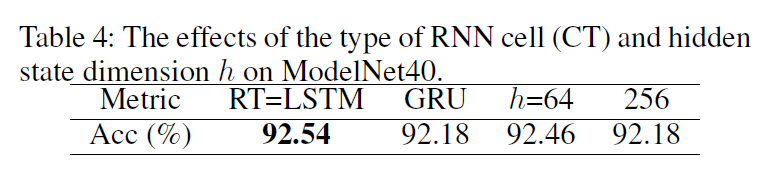 Table 4: The effects of the type of RNN cell (CT) and hidden
state dimension h on ModelNet40.
Metric RT=LSTM GRU h=64 256
Acc (%) 92.54 92.18 92.46 92.18